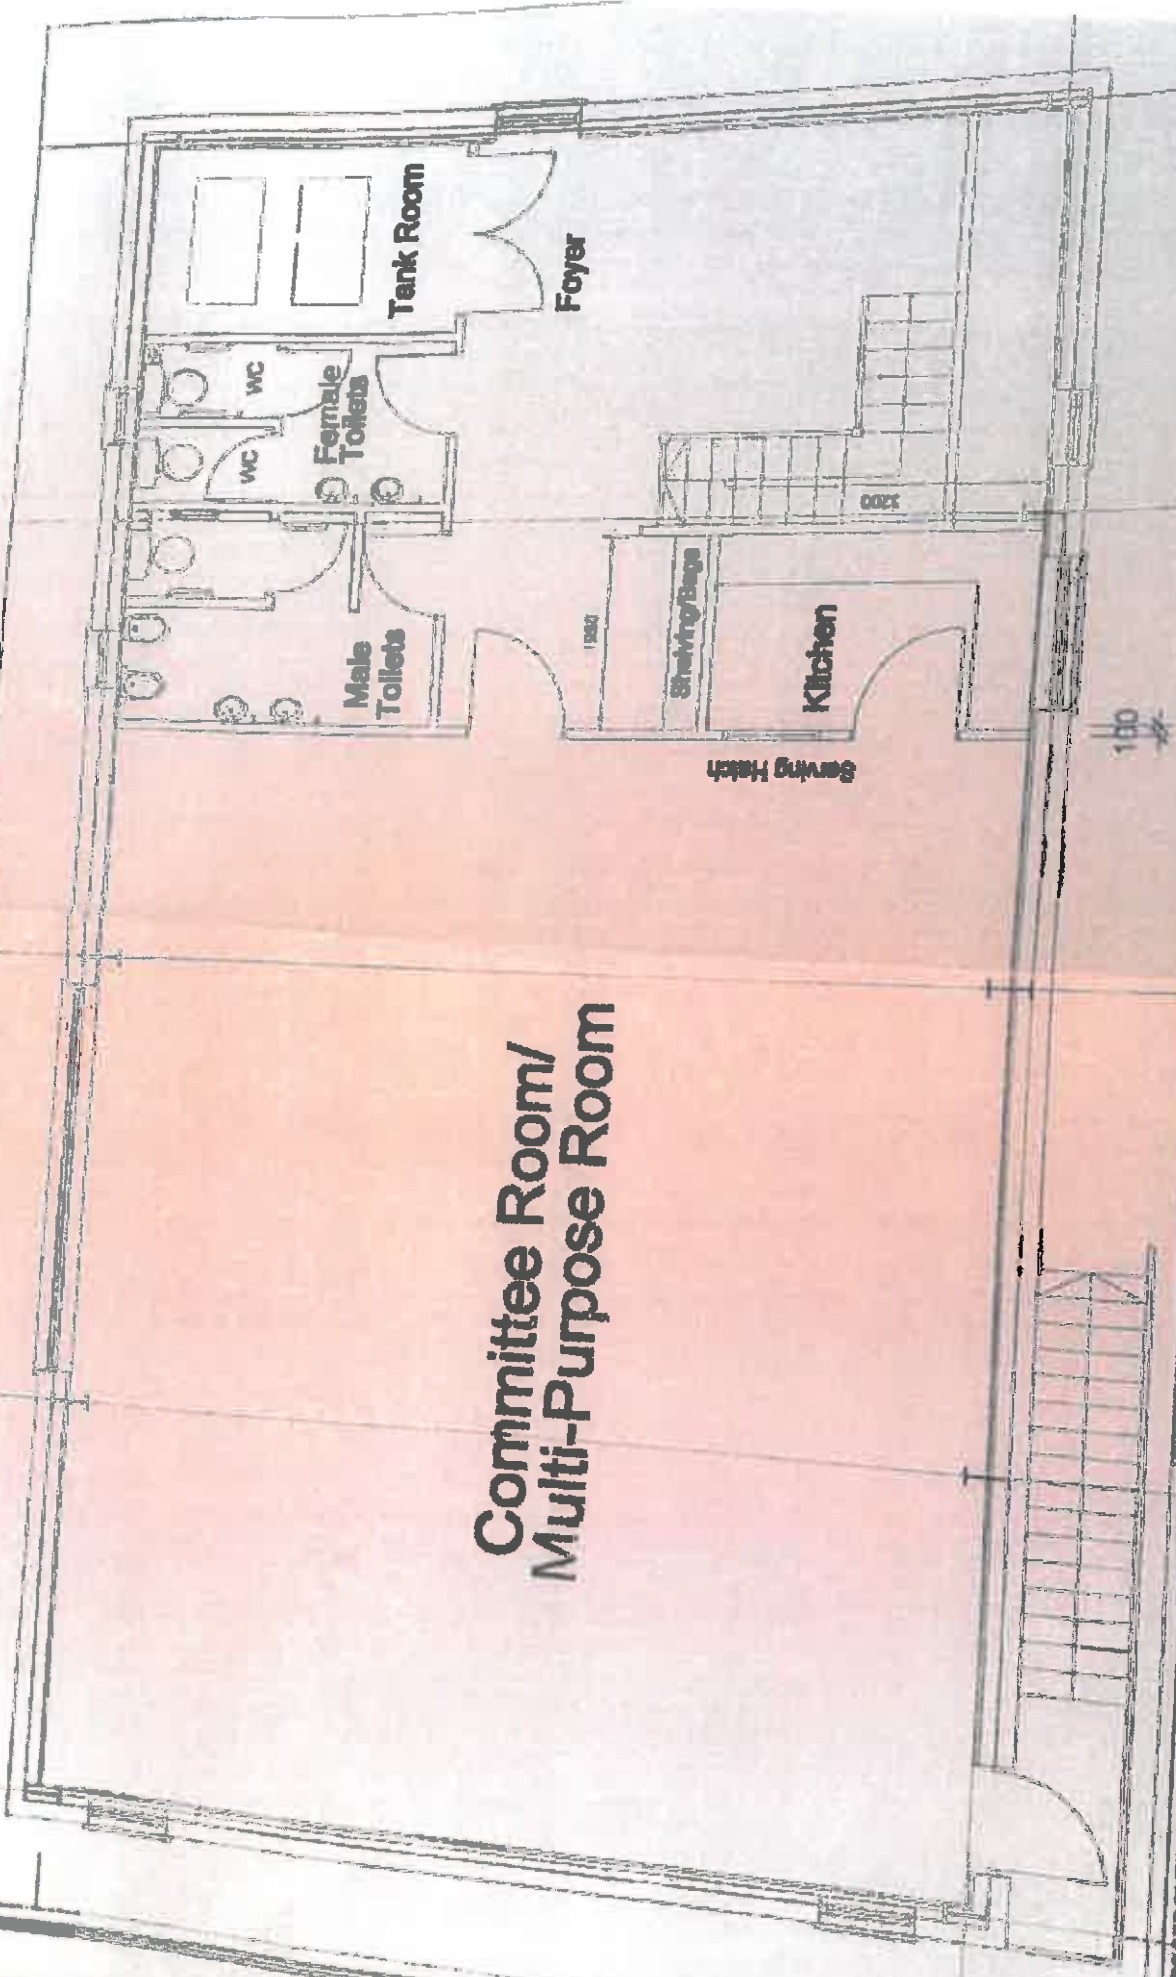 Tank Room
Foyer
WC
WC
Female
Toilets
Male
Toilets
Shelving/Bags
Kitchen
Serving Hatch
1200
100
Committee Room/
Multi-Purpose Room